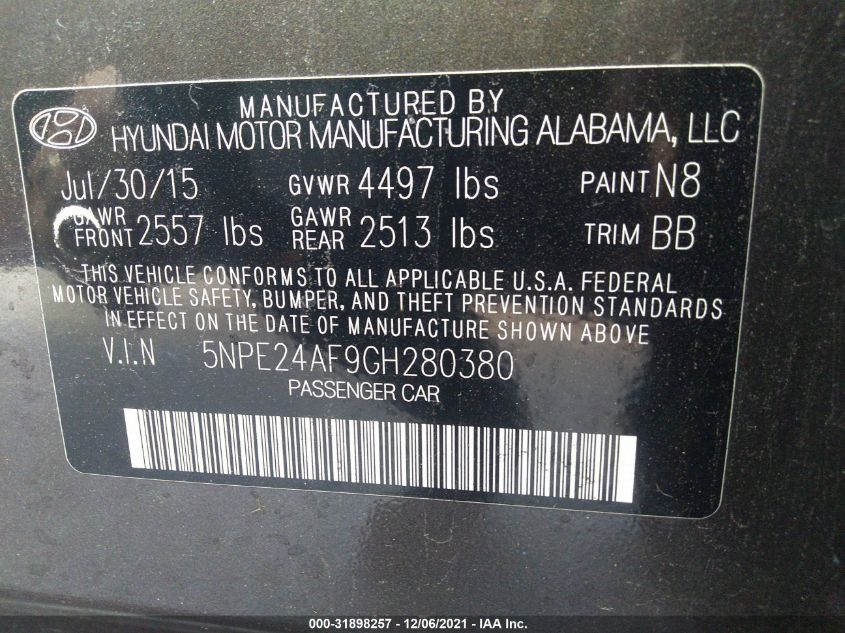 MANUFACTURED BY
HYUNDAI MOTOR MANUFACTURING ALABAMA, LLC
Jul/30/15 GVWR 4497 lbs PAINT N8
GAWR FRONT 2557 lbs GAWR REAR 2513 lbs TRIM BB
THIS VEHICLE CONFORMS TO ALL APPLICABLE U.S.A. FEDERAL
MOTOR VEHICLE SAFETY, BUMPER, AND THEFT PREVENTION STANDARDS
IN EFFECT ON THE DATE OF MANUFACTURE SHOWN ABOVE
V.I.N 5NPE24AF9GH280380
PASSENGER CAR
000-31898257 - 12/06/2021 - IAA Inc.